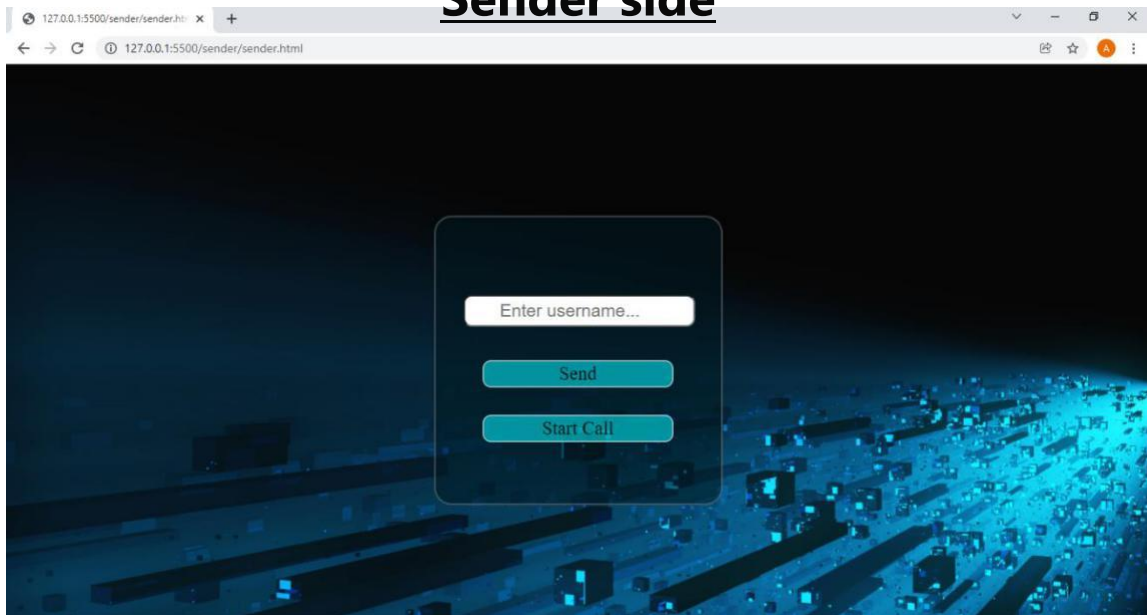 Sender side
127.0.0.1:5500/sender/sender.ht
127.0.0.1:5500/sender/sender.html
A
Enter username...
Send
Start Call